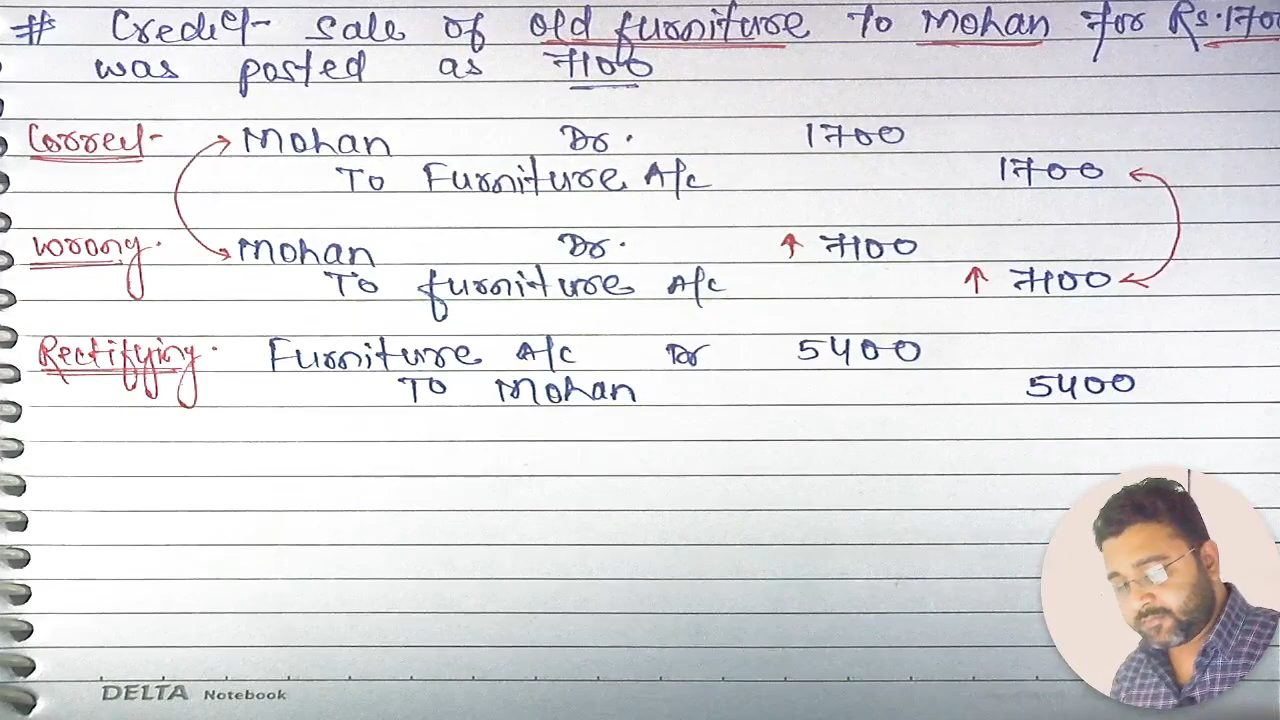 # Credit sale of old furniture to Mohan for Rs. 170
was posted as 7100
Correct - Mohan Dr. 1700
To Furniture A/c 1700
Wrong. Mohan Dr. ↑ 7100
To furniture A/c ↑ 7100
Rectifying. Furniture A/c Dr 5400
To Mohan 5400
DELTA Notebook